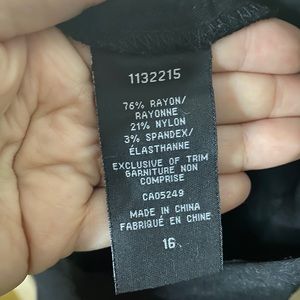 1132215
76% RAYON/
RAYONNE
21% NYLON
3% SPANDEX/
ÉLASTHANNE
EXCLUSIVE OF TRIM
GARNITURE NON
COMPRISE
CA05249
MADE IN CHINA
FABRIQUÉ EN CHINE
16